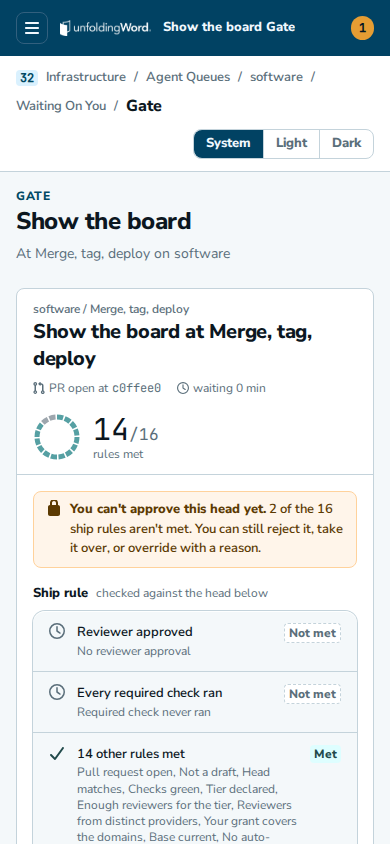 unfoldingWord. Show the board Gate 1
32 Infrastructure / Agent Queues / software /
Waiting On You / Gate
System Light Dark
GATE
Show the board
At Merge, tag, deploy on software
software / Merge, tag, deploy
Show the board at Merge, tag,
deploy
PR open at c0ffee0 waiting 0 min
14/16
rules met
You can't approve this head yet. 2 of the 16
ship rules aren't met. You can still reject it, take
it over, or override with a reason.
Ship rule checked against the head below
Reviewer approved Not met
No reviewer approval
Every required check ran Not met
Required check never ran
14 other rules met Met
Pull request open, Not a draft, Head
matches, Checks green, Tier declared,
Enough reviewers for the tier, Reviewers
from distinct providers, Your grant covers
the domains, Base current, No auto-